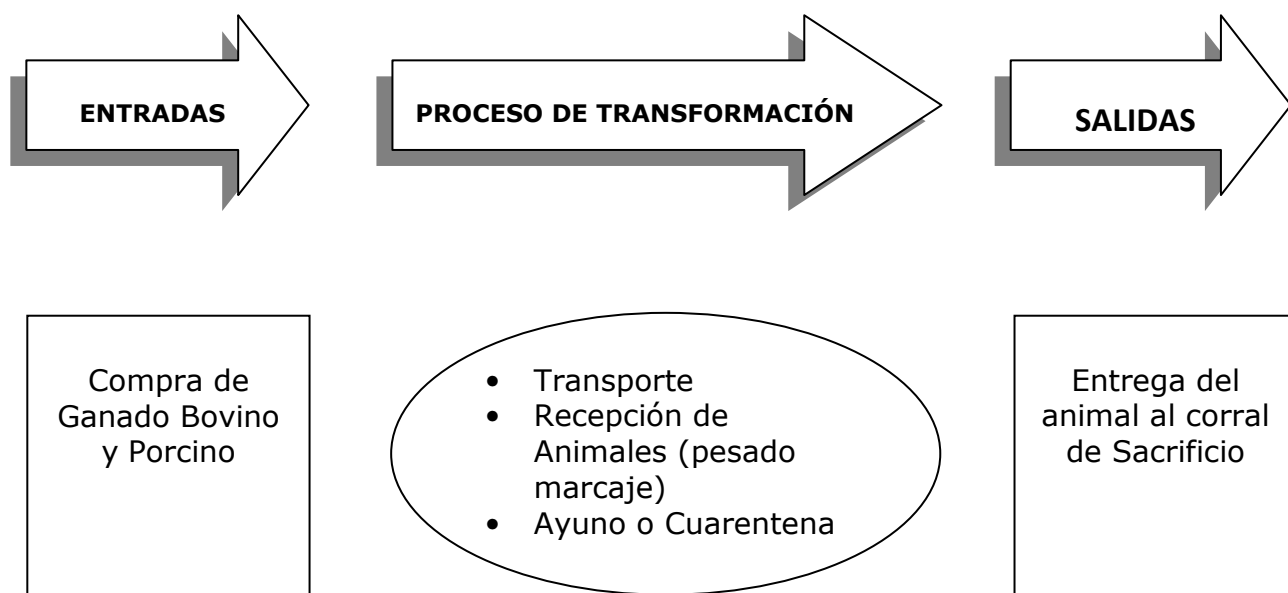 ENTRADAS
PROCESO DE TRANSFORMACIÓN
SALIDAS
Compra de
Ganado Bovino
y Porcino
• Transporte
• Recepción de
Animales (pesado
marcaje)
• Ayuno o Cuarentena
Entrega del
animal al corral
de Sacrificio